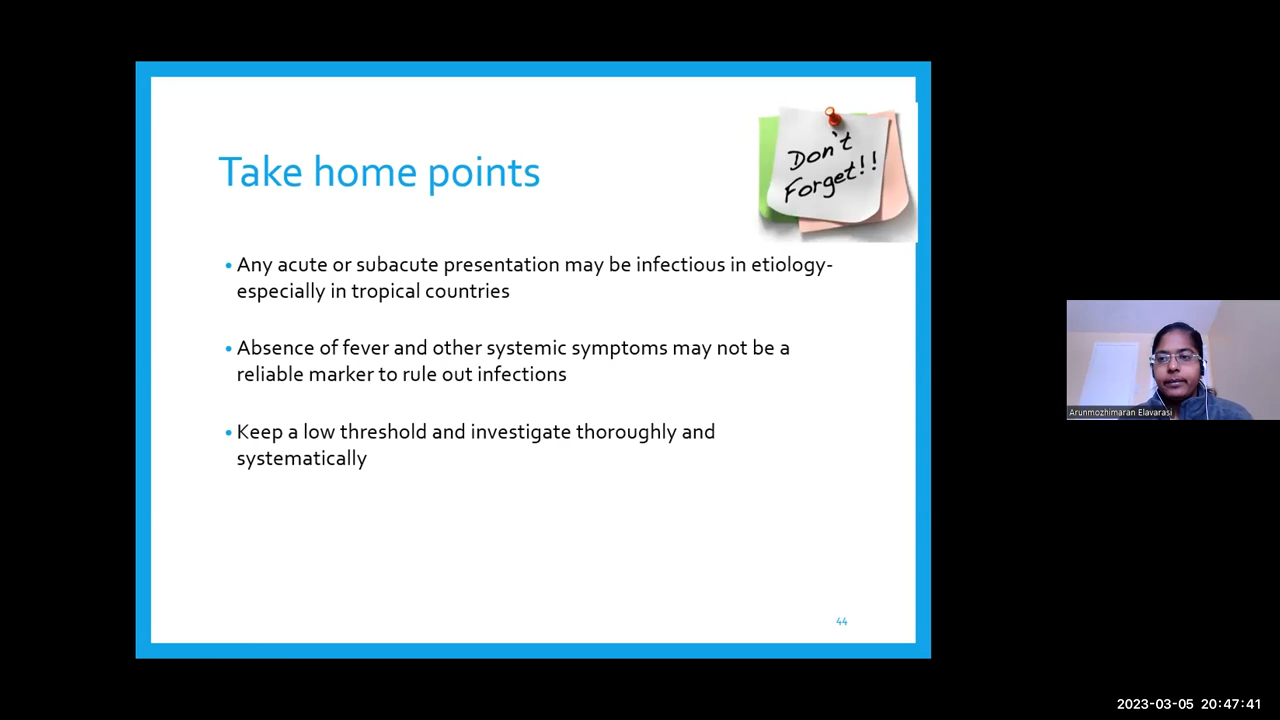 Don't
Forget!!
Take home points
• Any acute or subacute presentation may be infectious in etiology-
especially in tropical countries
• Absence of fever and other systemic symptoms may not be a
reliable marker to rule out infections
• Keep a low threshold and investigate thoroughly and
systematically
44
Arunmozhimaran Elavarasi
2023-03-05 20:47:41